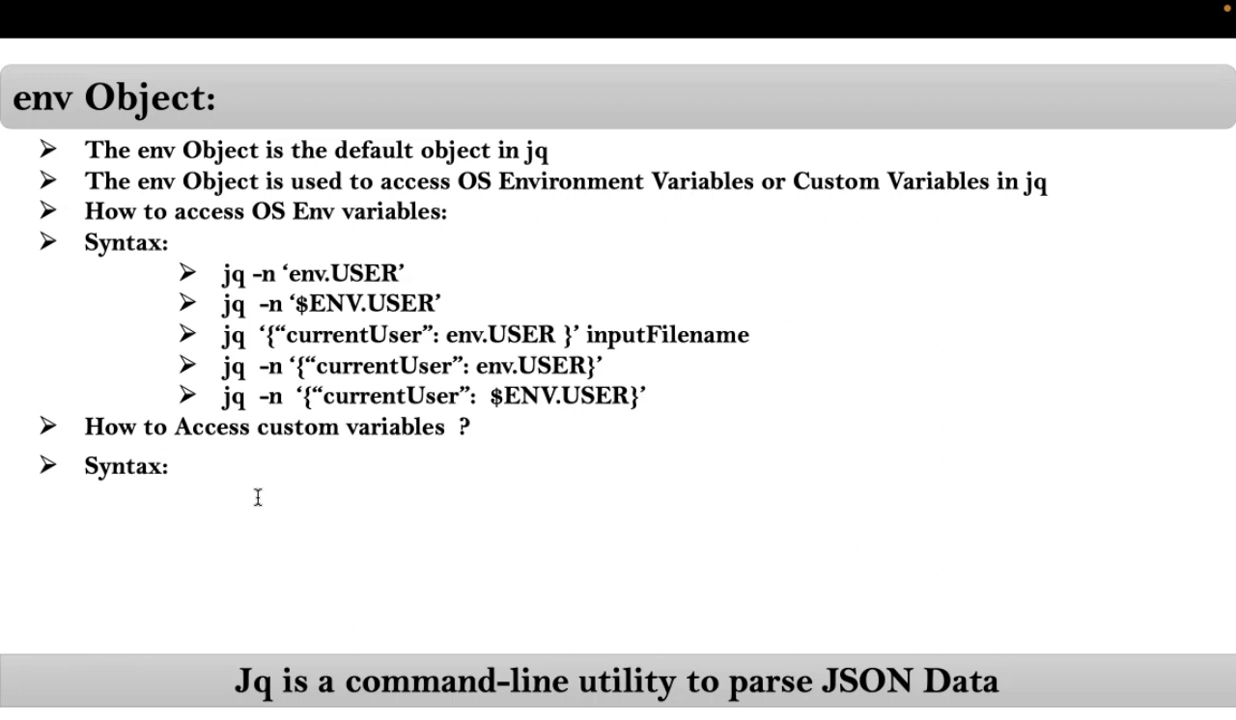 env Object:
➢ The env Object is the default object in jq
➢ The env Object is used to access OS Environment Variables or Custom Variables in jq
➢ How to access OS Env variables:
➢ Syntax:
➢ jq -n ‘env.USER’
➢ jq -n ‘$ENV.USER’
➢ jq ‘{“currentUser”: env.USER }’ inputFilename
➢ jq -n ‘{“currentUser”: env.USER}’
➢ jq -n ‘{“currentUser”: $ENV.USER}’
➢ How to Access custom variables ?
➢ Syntax:
Jq is a command-line utility to parse JSON Data